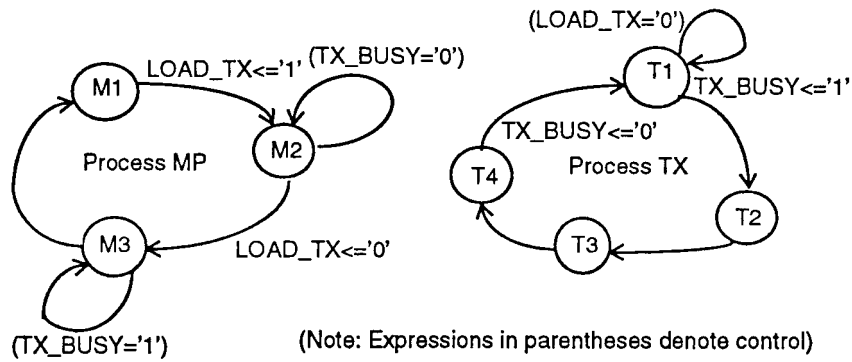 M1
LOAD_TX<='1'
(TX_BUSY='0')
M2
Process MP
M3
LOAD_TX<='0'
(TX_BUSY='1')
(LOAD_TX='0')
T1
TX_BUSY<='1'
TX_BUSY<='0'
Process TX
T4
T2
T3
(Note: Expressions in parentheses denote control)